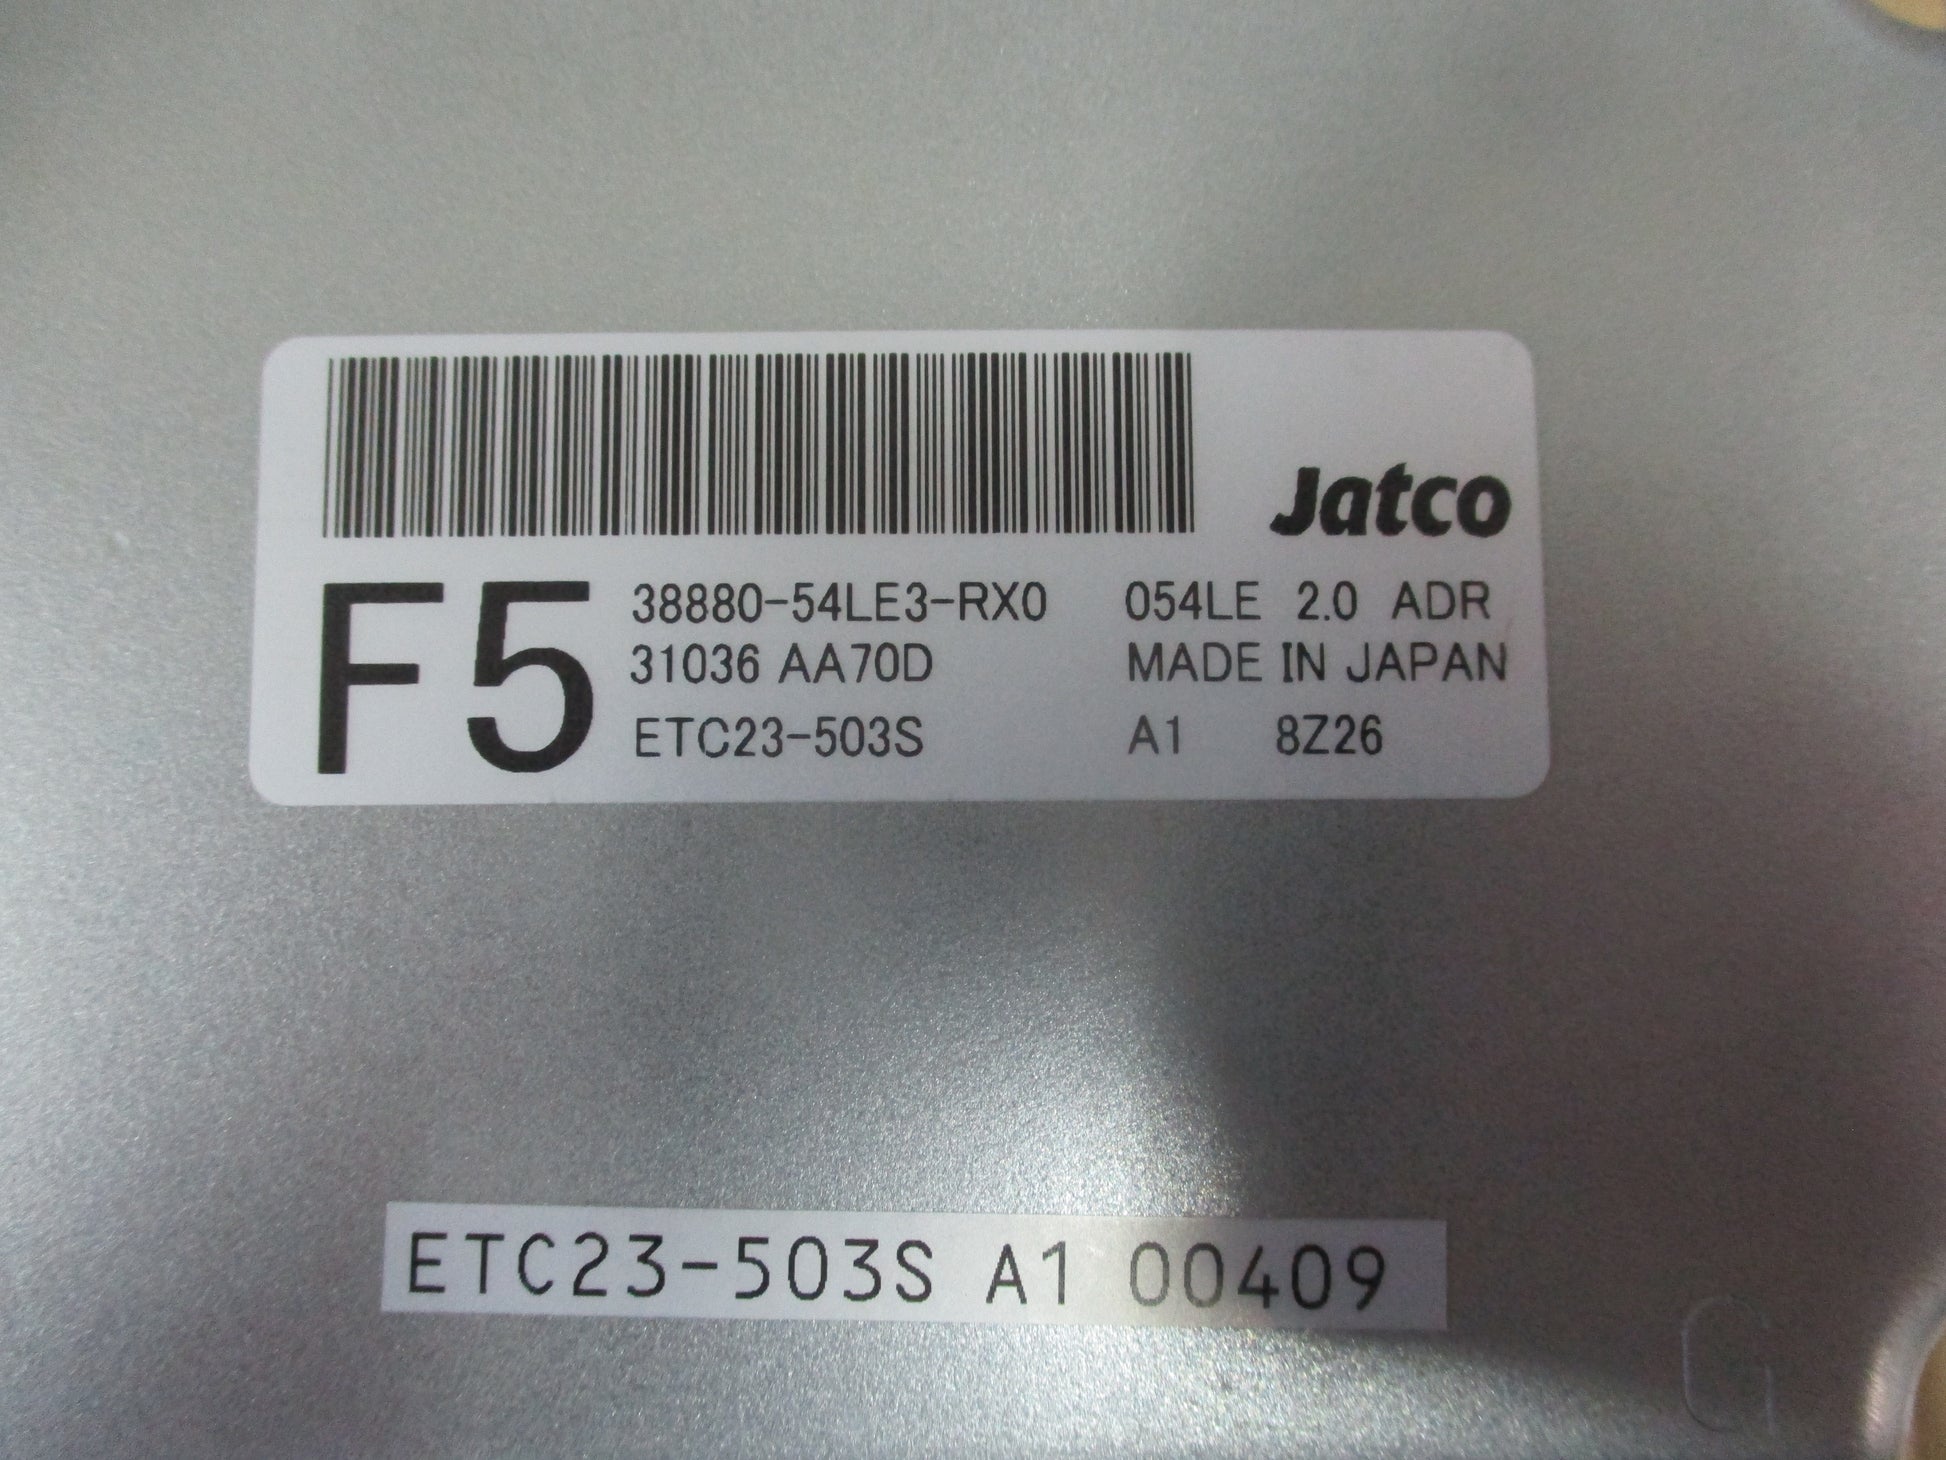 Jatco
F5
38880-54LE3-RX0 054LE 2.0 ADR
31036 AA70D MADE IN JAPAN
ETC23-503S A1 8Z26
ETC23-503S A1 00409
G